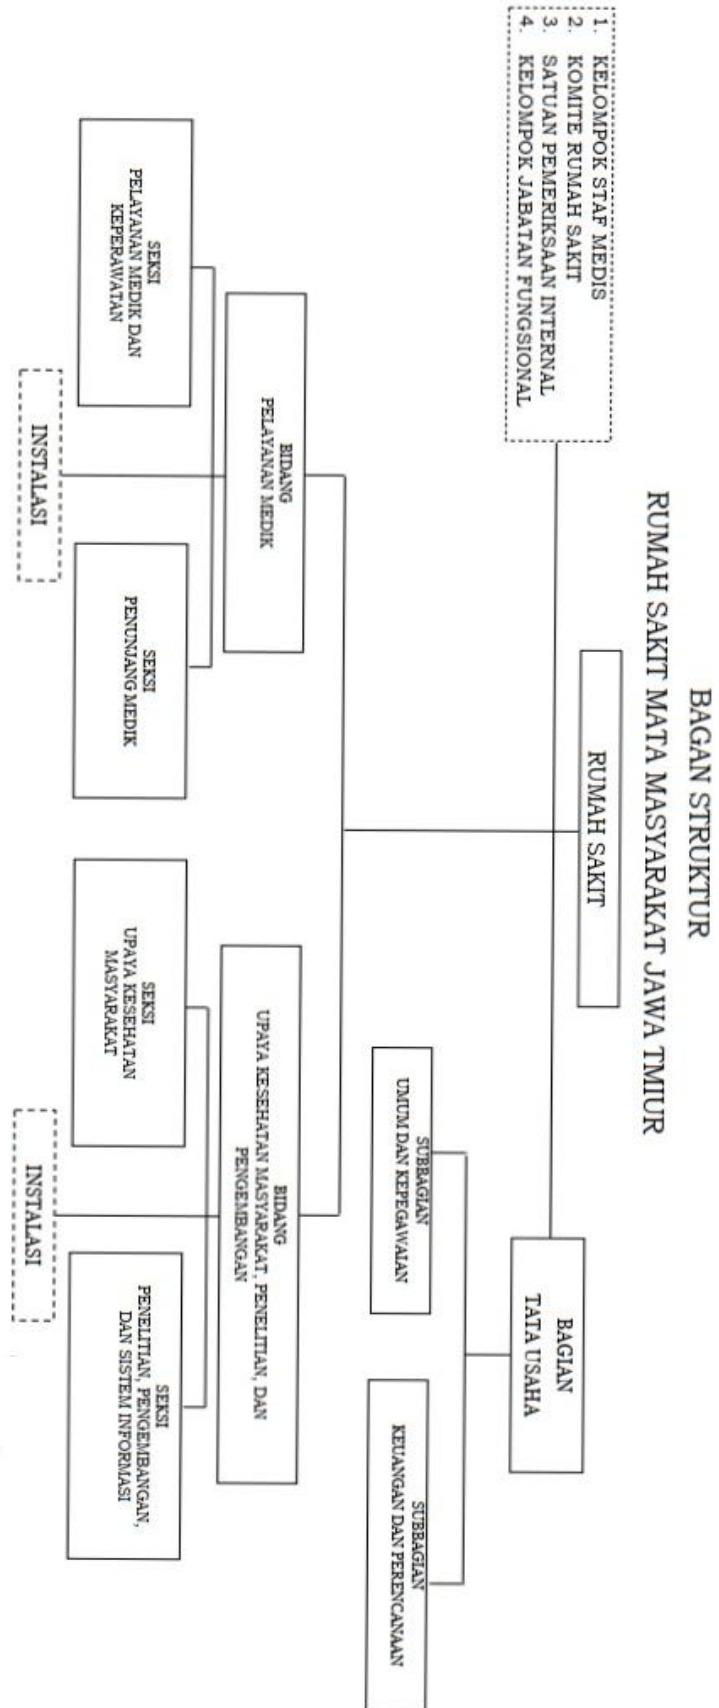 BAGAN STRUKTUR
RUMAH SAKIT MATA MASYARAKAT JAWA TMIUR
1. KELOMPOK STAF MEDIS
2. KOMITE RUMAH SAKIT
3. SATUAN PEMERIKSAAN INTERNAL
4. KELOMPOK JABATAN FUNGSIONAL
RUMAH SAKIT
BAGIAN
TATA USAHA
SUBBAGIAN
UMUM DAN KEPEGAWAIAN
SUBBAGIAN
KEUANGAN DAN PERENCANAAN
BIDANG
PELAYANAN MEDIK
BIDANG
UPAYA KESEHATAN MASYARAKAT, PENELITIAN, DAN
PENGEMBANGAN
SEKSI
PELAYANAN MEDIK DAN
KEPERAWATAN
SEKSI
PENUNJANG MEDIK
SEKSI
UPAYA KESEHATAN
MASYARAKAT
SEKSI
PENELITIAN, PENGEMBANGAN,
DAN SISTEM INFORMASI
INSTALASI
INSTALASI